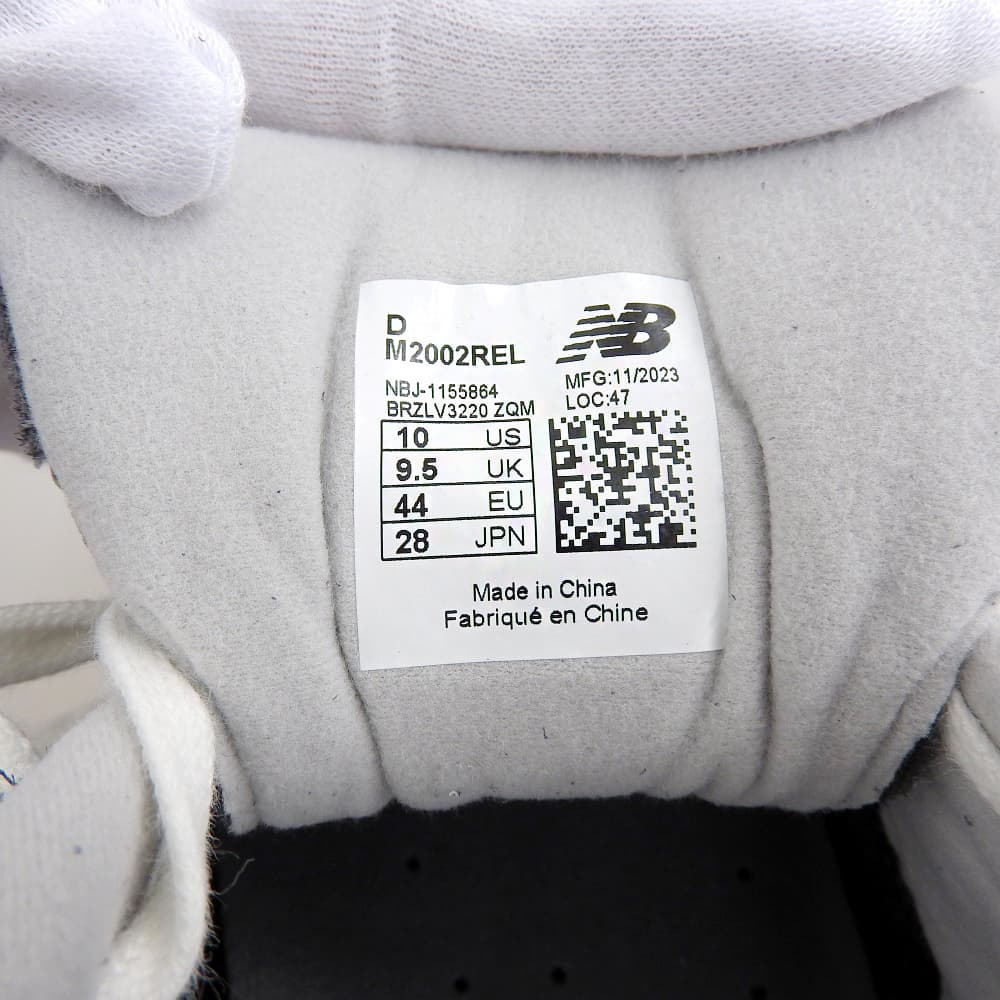 D
M2002REL
NB
NBJ-1155864
BRZLV3220 ZQM
MFG:11/2023
LOC:47
10 US
9.5 UK
44 EU
28 JPN
Made in China
Fabriqué en Chine